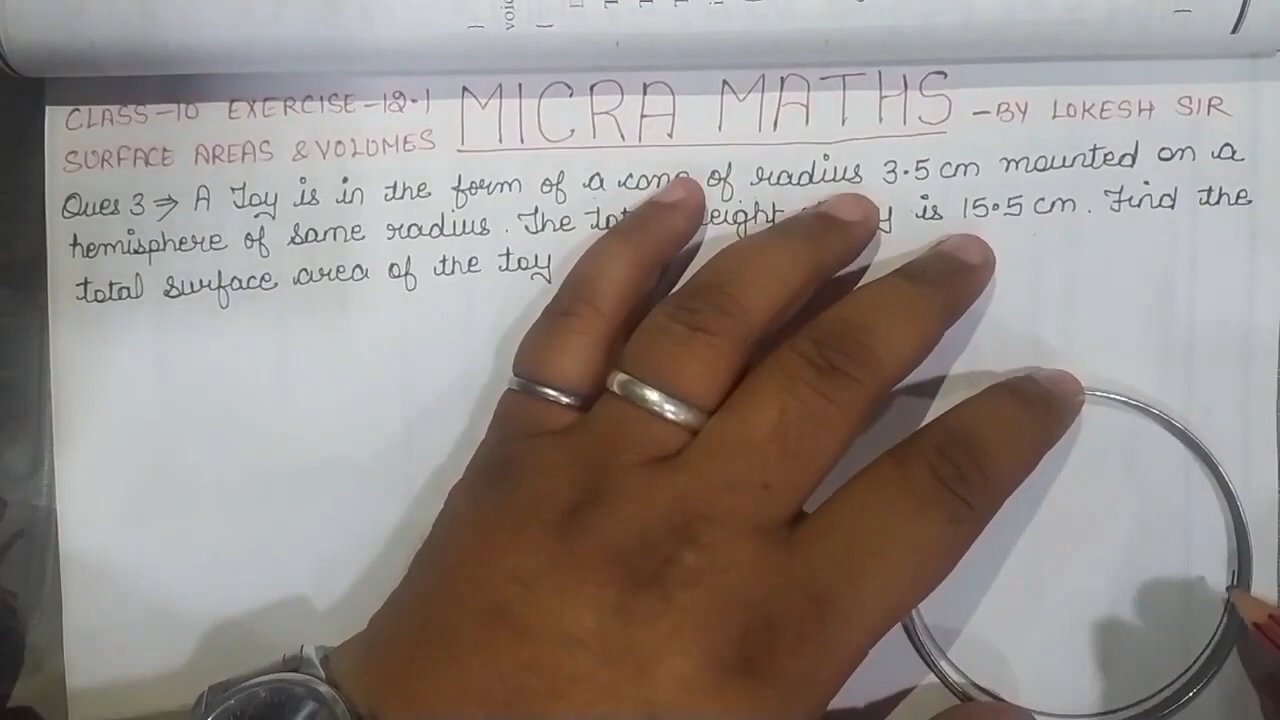 CLASS-10 EXERCISE-12.1
SURFACE AREAS & VOLUMES
MICRA MATHS
-BY LOKESH SIR
Ques 3⇒ A Toy is in the form of a cone of radius 3.5 cm mounted on a
hemisphere of same radius. The is 15.5 cm. Find the
total surface area of the toy